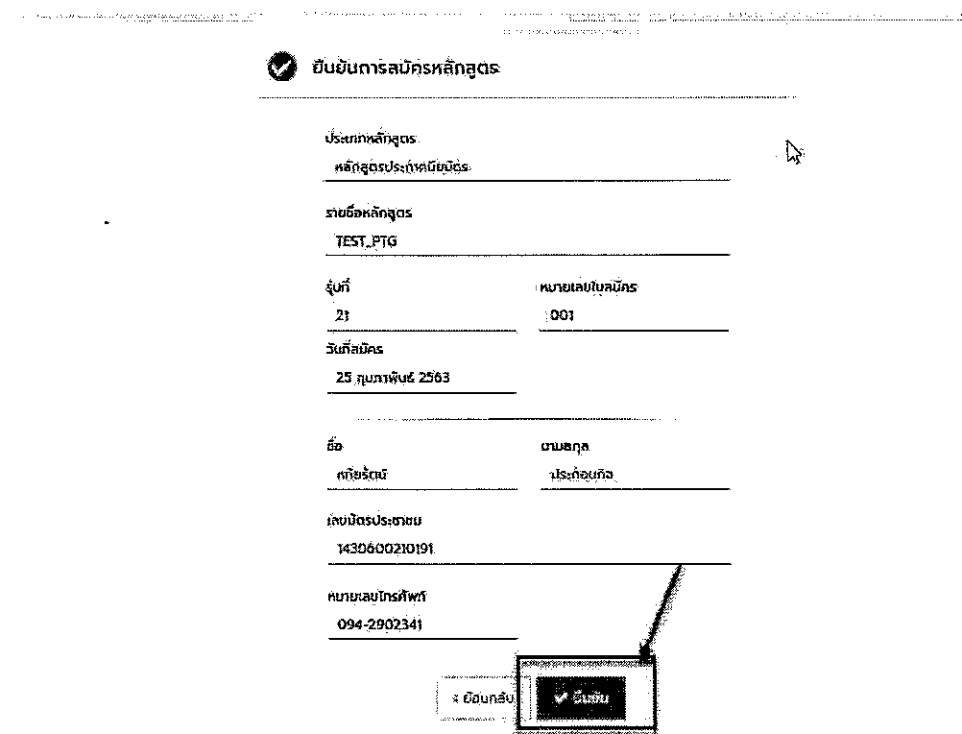 ยืนยันการสมัครหลักสูตร
ประเภทหลักสูตร
หลักสูตรประกาศนียบัตร
รายชื่อหลักสูตร
TEST_PTG
รุ่นที่ หมายเลขใบสมัคร
21 001
วันที่สมัคร
25 กุมภาพันธ์ 2563
ชื่อ นามสกุล
หทัยรัตน์ ประกอบกิจ
เลขบัตรประชาชน
1430600210191
หมายเลขโทรศัพท์
094-2902341
ย้อนกลับ ยืนยัน